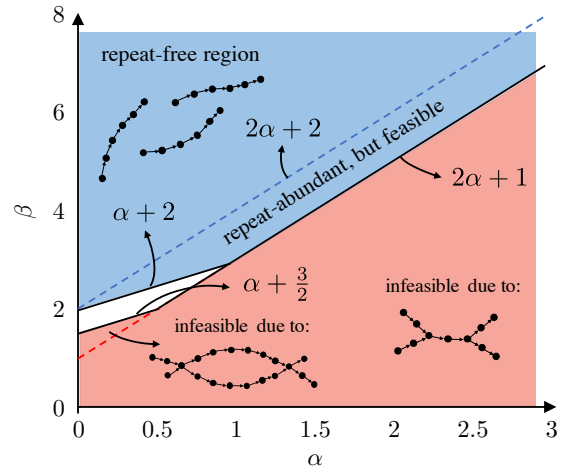 8
repeat-free region
6
2α + 2
repeat-abundant, but feasible
2α + 1
β
4
α + 2
α + 3/2
infeasible due to:
2
infeasible due to:
0
0
0.5
1
1.5
2
2.5
3
α